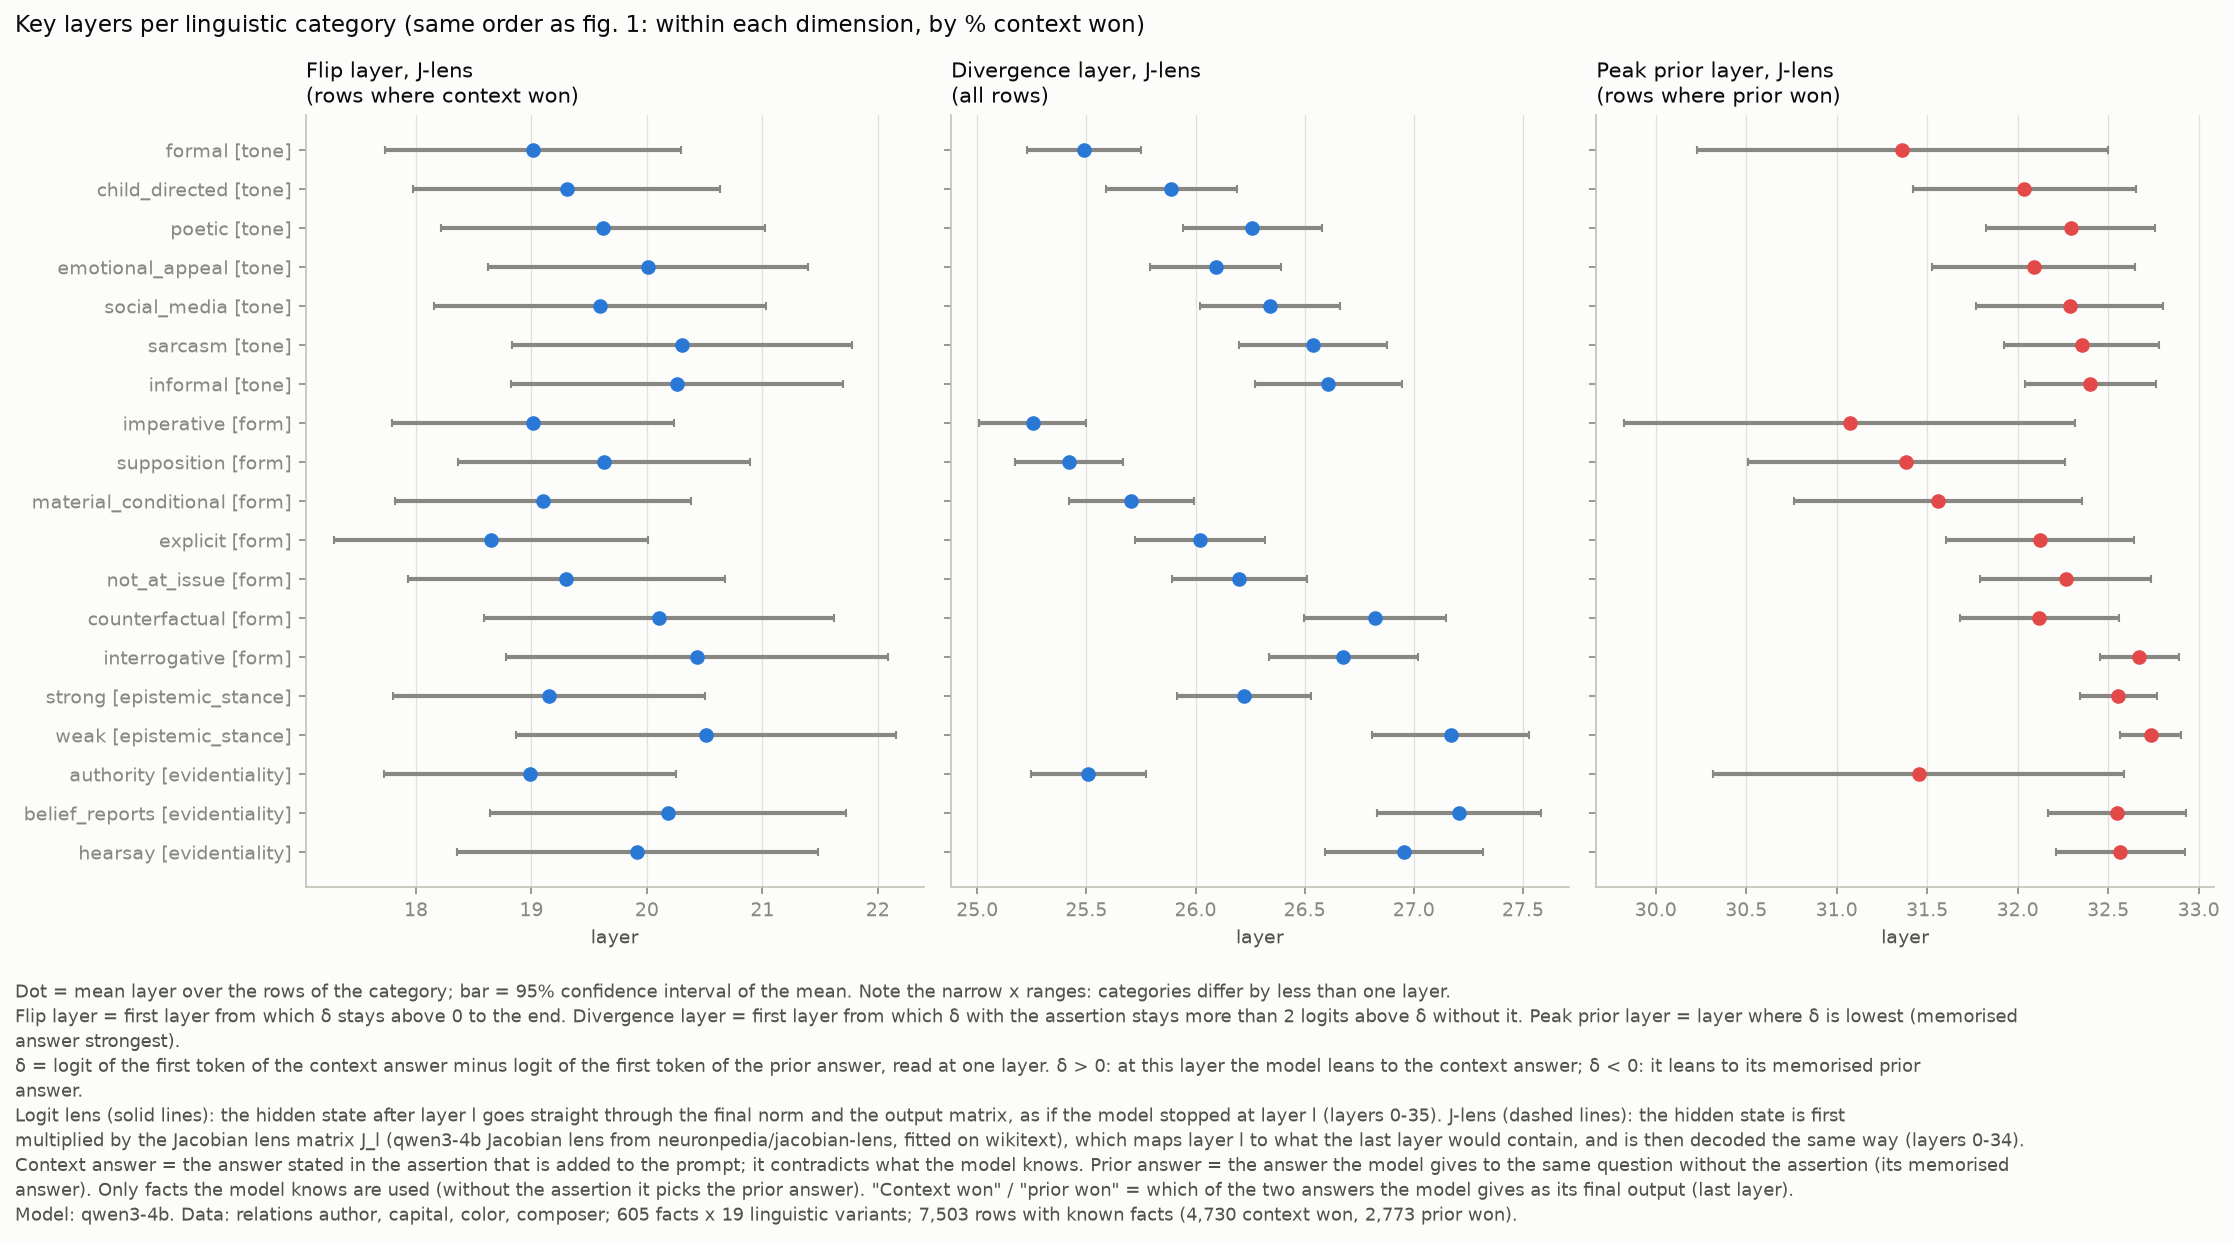 Key layers per linguistic category (same order as fig. 1: within each dimension, by % context won)
Flip layer, J-lens
(rows where context won)
Divergence layer, J-lens
(all rows)
Peak prior layer, J-lens
(rows where prior won)
formal [tone]
child_directed [tone]
poetic [tone]
emotional_appeal [tone]
social_media [tone]
sarcasm [tone]
informal [tone]
imperative [form]
supposition [form]
material_conditional [form]
explicit [form]
not_at_issue [form]
counterfactual [form]
interrogative [form]
strong [epistemic_stance]
weak [epistemic_stance]
authority [evidentiality]
belief_reports [evidentiality]
hearsay [evidentiality]
18 19 20 21 22
layer
25.0 25.5 26.0 26.5 27.0 27.5
layer
30.0 30.5 31.0 31.5 32.0 32.5 33.0
layer
Dot = mean layer over the rows of the category; bar = 95% confidence interval of the mean. Note the narrow x ranges: categories differ by less than one layer.
Flip layer = first layer from which δ stays above 0 to the end. Divergence layer = first layer from which δ with the assertion stays more than 2 logits above δ without it. Peak prior layer = layer where δ is lowest (memorised
answer strongest).
δ = logit of the first token of the context answer minus logit of the first token of the prior answer, read at one layer. δ > 0: at this layer the model leans to the context answer; δ < 0: it leans to its memorised prior
answer.
Logit lens (solid lines): the hidden state after layer l goes straight through the final norm and the output matrix, as if the model stopped at layer l (layers 0-35). J-lens (dashed lines): the hidden state is first
multiplied by the Jacobian lens matrix J_l (qwen3-4b Jacobian lens from neuronpedia/jacobian-lens, fitted on wikitext), which maps layer l to what the last layer would contain, and is then decoded the same way (layers 0-34).
Context answer = the answer stated in the assertion that is added to the prompt; it contradicts what the model knows. Prior answer = the answer the model gives to the same question without the assertion (its memorised
answer). Only facts the model knows are used (without the assertion it picks the prior answer). "Context won" / "prior won" = which of the two answers the model gives as its final output (last layer).
Model: qwen3-4b. Data: relations author, capital, color, composer; 605 facts x 19 linguistic variants; 7,503 rows with known facts (4,730 context won, 2,773 prior won).